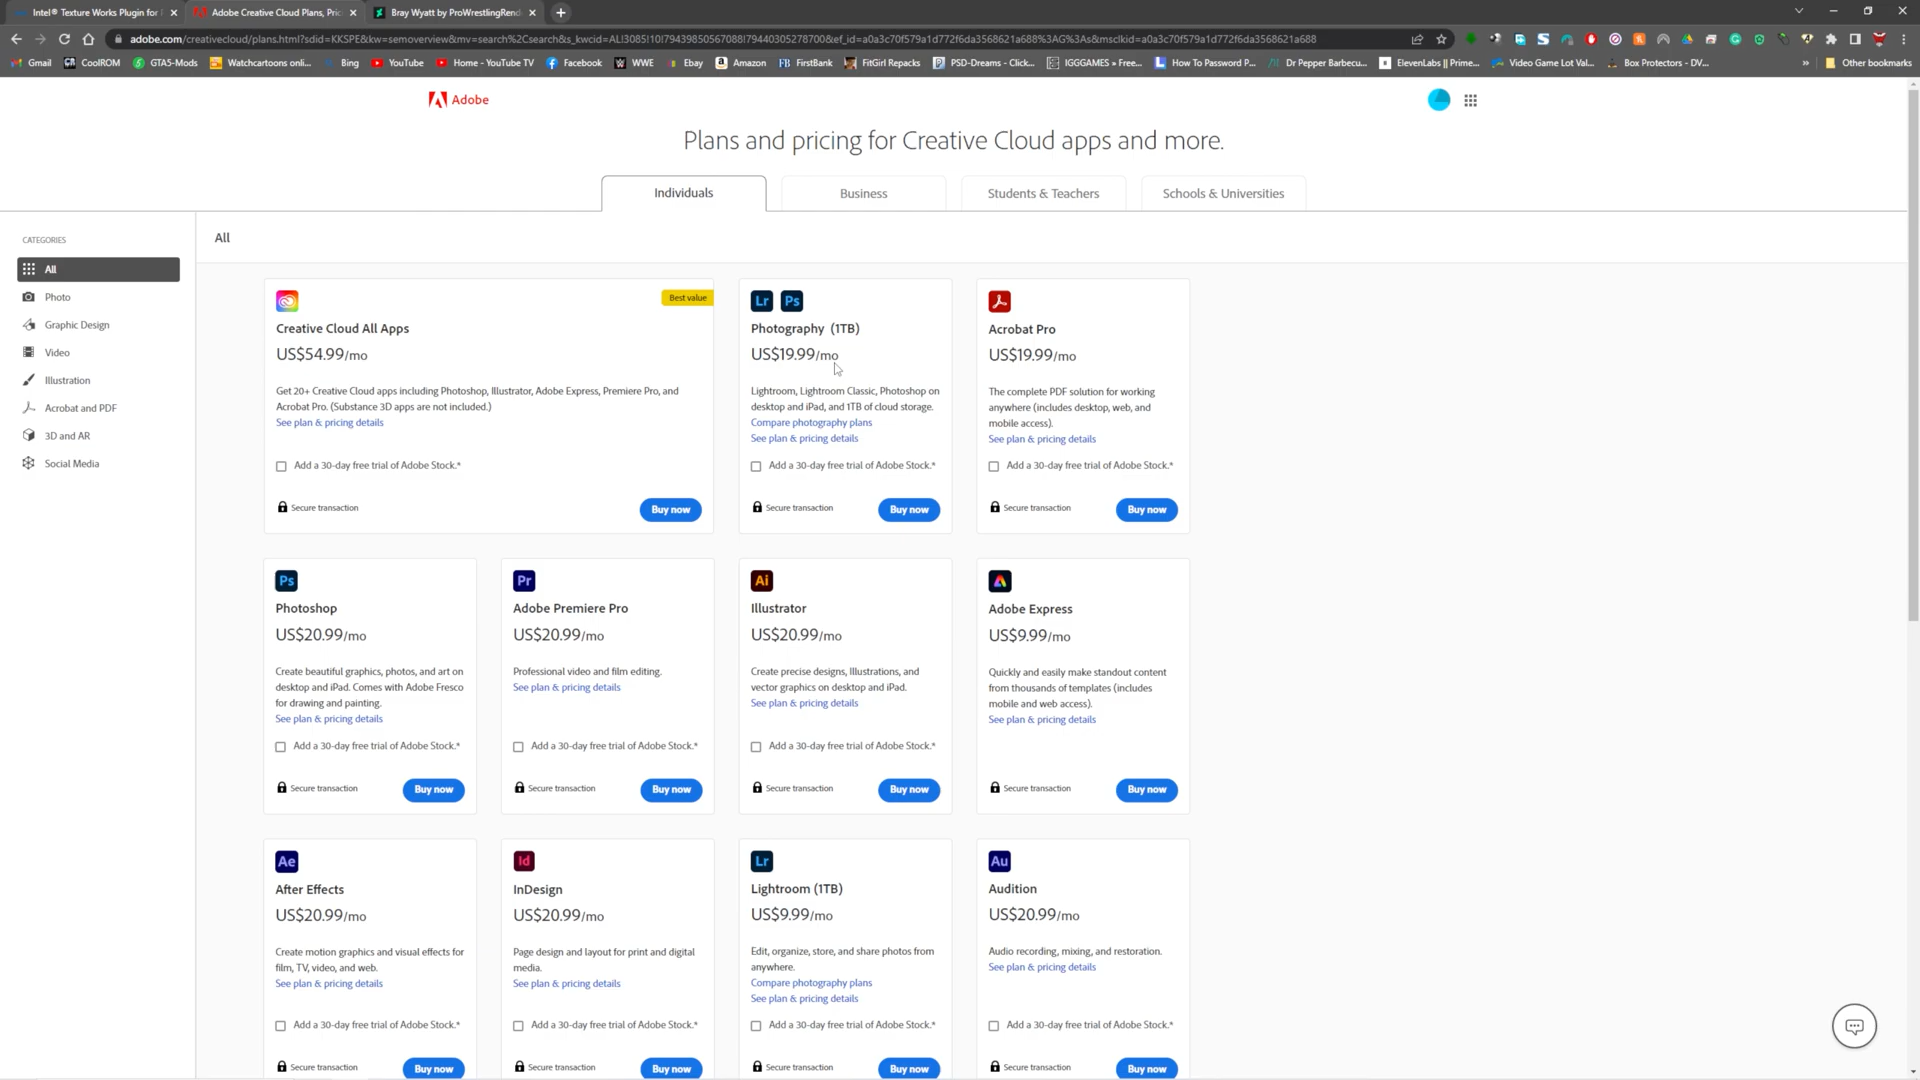 Intel® Texture Works Plugin for
Adobe Creative Cloud Plans, Pric
Bray Wyatt by ProWrestlingRend
adobe.com/creativecloud/plans.html?sdid=KKSPE&kw=semoverview&mv=search%2Csearch&s_kwcid=ALI3085!10!79439850567088!79440305278700&ef_id=a0a3c70f579a1d772f6da3568621a688%3AG%3As&msclkid=a0a3c70f579a1d772f6da3568621a688
Gmail CoolROM GTA5-Mods Watchcartoons onli... Bing YouTube Home - YouTube TV Facebook WWE Ebay Amazon FirstBank FitGirl Repacks PSD-Dreams - Click... IGGGAMES » Free... How To Password P... Dr Pepper Barbecu... ElevenLabs || Prime... Video Game Lot Val... Box Protectors - DV... » Other bookmarks
Adobe
Plans and pricing for Creative Cloud apps and more.
Individuals Business Students & Teachers Schools & Universities
CATEGORIES
All
Photo
Graphic Design
Video
Illustration
Acrobat and PDF
3D and AR
Social Media
All
Best value
Creative Cloud All Apps
US$54.99/mo
Get 20+ Creative Cloud apps including Photoshop, Illustrator, Adobe Express, Premiere Pro, and
Acrobat Pro. (Substance 3D apps are not included.)
See plan & pricing details
Add a 30-day free trial of Adobe Stock.*
Secure transaction
Buy now
Lr Ps
Photography (1TB)
US$19.99/mo
Lightroom, Lightroom Classic, Photoshop on
desktop and iPad, and 1TB of cloud storage.
Compare photography plans
See plan & pricing details
Add a 30-day free trial of Adobe Stock.*
Secure transaction
Buy now
Acrobat Pro
US$19.99/mo
The complete PDF solution for working
anywhere (includes desktop, web, and
mobile access).
See plan & pricing details
Add a 30-day free trial of Adobe Stock.*
Secure transaction
Buy now
Ps
Photoshop
US$20.99/mo
Create beautiful graphics, photos, and art on
desktop and iPad. Comes with Adobe Fresco
for drawing and painting.
See plan & pricing details
Add a 30-day free trial of Adobe Stock.*
Secure transaction
Buy now
Pr
Adobe Premiere Pro
US$20.99/mo
Professional video and film editing.
See plan & pricing details
Add a 30-day free trial of Adobe Stock.*
Secure transaction
Buy now
Ai
Illustrator
US$20.99/mo
Create precise designs, Illustrations, and
vector graphics on desktop and iPad.
See plan & pricing details
Add a 30-day free trial of Adobe Stock.*
Secure transaction
Buy now
Adobe Express
US$9.99/mo
Quickly and easily make standout content
from thousands of templates (includes
mobile and web access).
See plan & pricing details
Secure transaction
Buy now
Ae
After Effects
US$20.99/mo
Create motion graphics and visual effects for
film, TV, video, and web.
See plan & pricing details
Add a 30-day free trial of Adobe Stock.*
Secure transaction
Buy now
Id
InDesign
US$20.99/mo
Page design and layout for print and digital
media.
See plan & pricing details
Add a 30-day free trial of Adobe Stock.*
Secure transaction
Buy now
Lr
Lightroom (1TB)
US$9.99/mo
Edit, organize, store, and share photos from
anywhere.
Compare photography plans
See plan & pricing details
Add a 30-day free trial of Adobe Stock.*
Secure transaction
Buy now
Au
Audition
US$20.99/mo
Audio recording, mixing, and restoration.
See plan & pricing details
Add a 30-day free trial of Adobe Stock.*
Secure transaction
Buy now